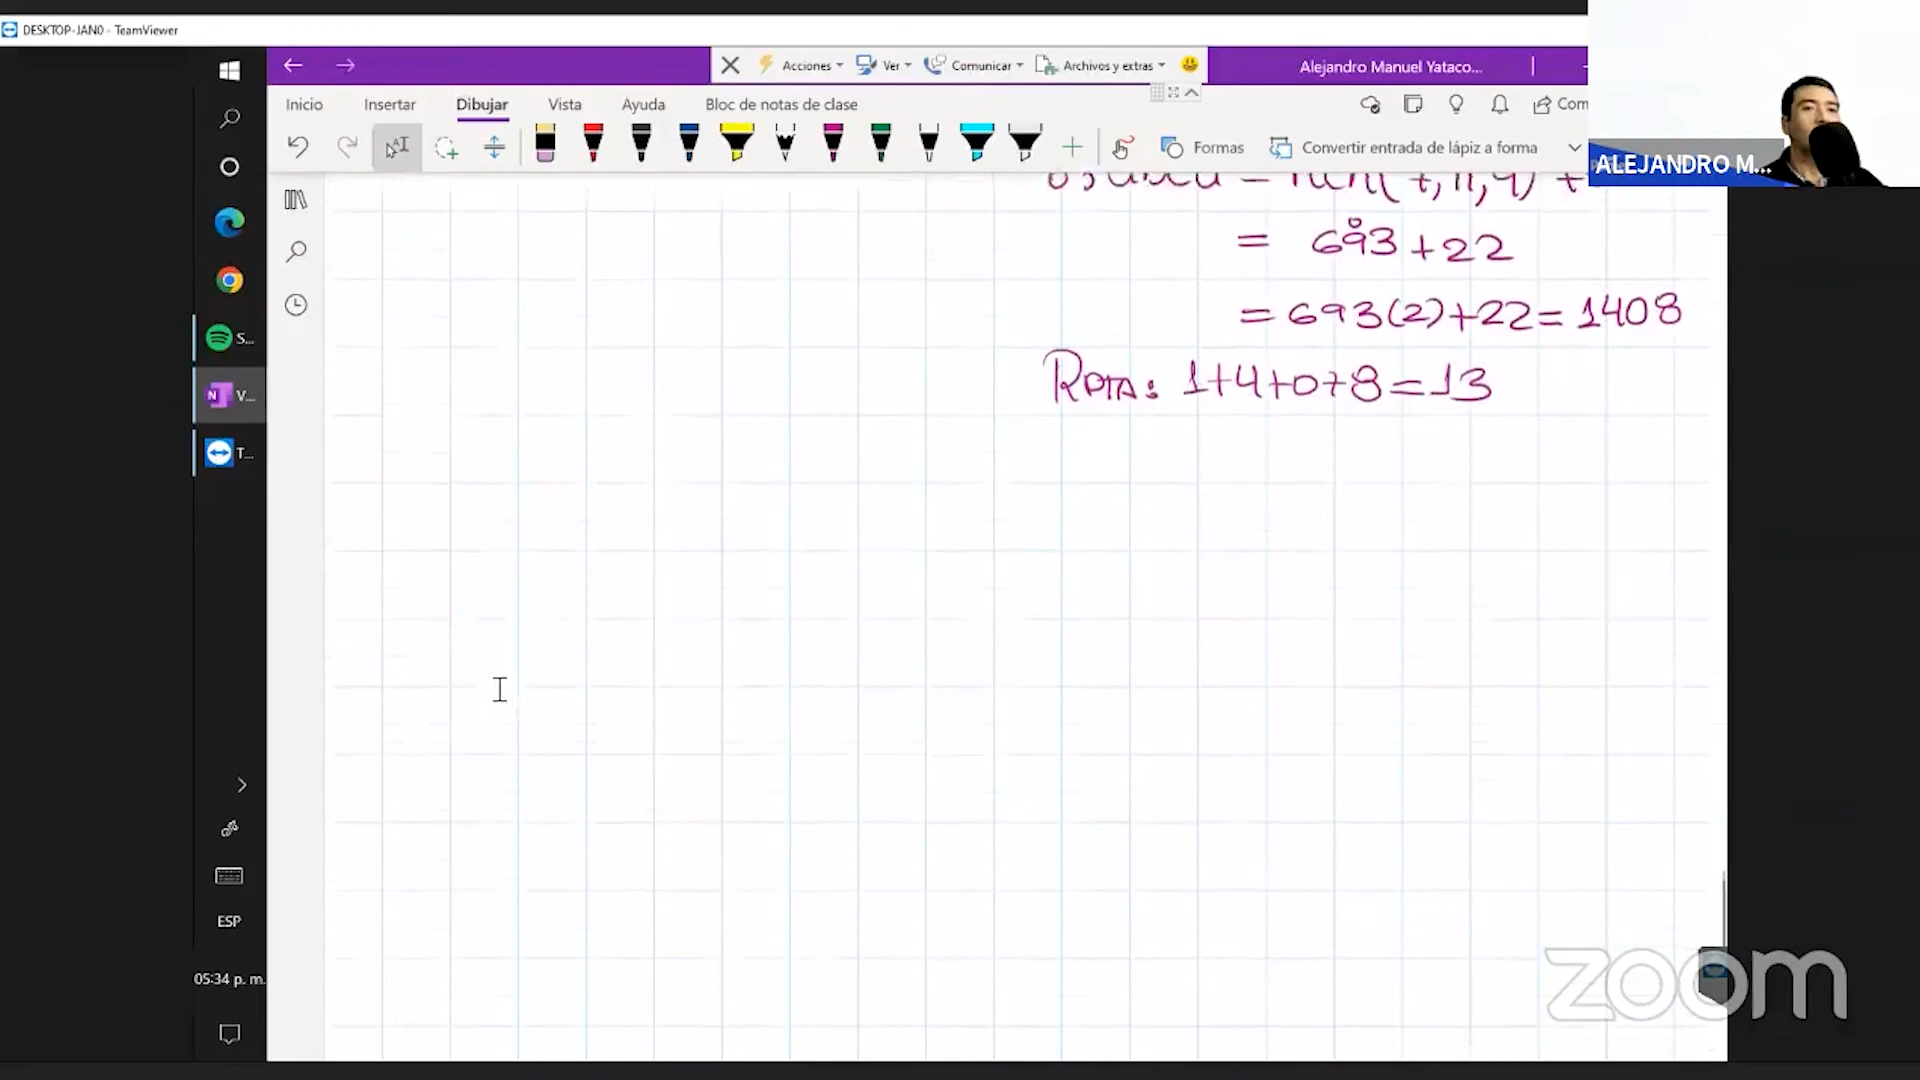 DESKTOP-JAN0 - TeamViewer
Acciones Ver Comunicar Archivos y extras
Alejandro Manuel Yataco...
Inicio Insertar Dibujar Vista Ayuda Bloc de notas de clase Com
Formas Convertir entrada de lápiz a forma
ALEJANDRO M...
= 693̊ + 22
= 693(2)+22= 1408
RPTA: 1+4+0+8=13
S...
N V...
T...
ESP
05:34 p. m.
zoom